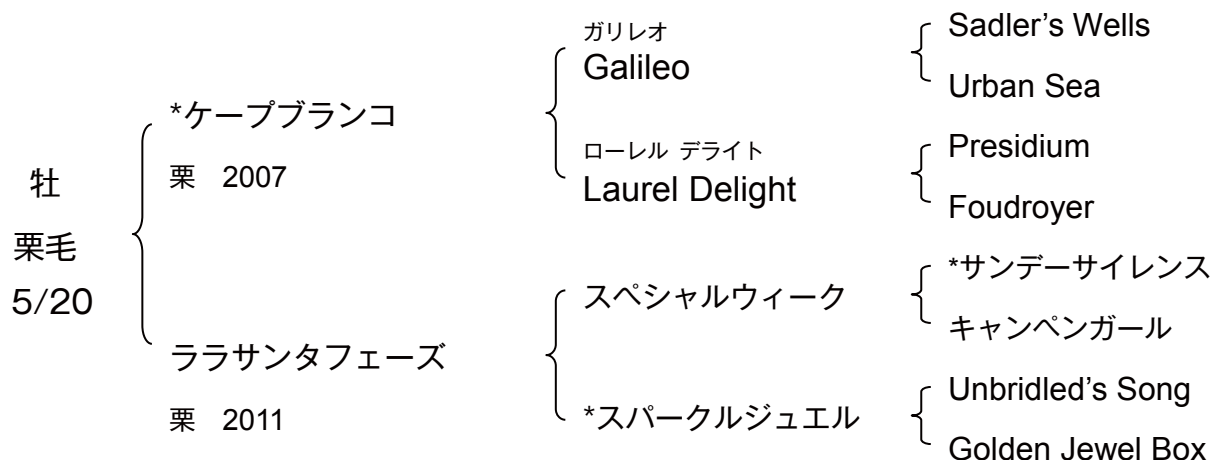 牡
栗毛
5/20
*ケープブランコ
栗 2007
ララサンタフェーズ
栗 2011
ガリレオ
Galileo
ローレル デライト
Laurel Delight
スペシャルウィーク
*スパークルジュエル
Sadler’s Wells
Urban Sea
Presidium
Foudroyer
*サンデーサイレンス
キャンペンガール
Unbridled’s Song
Golden Jewel Box